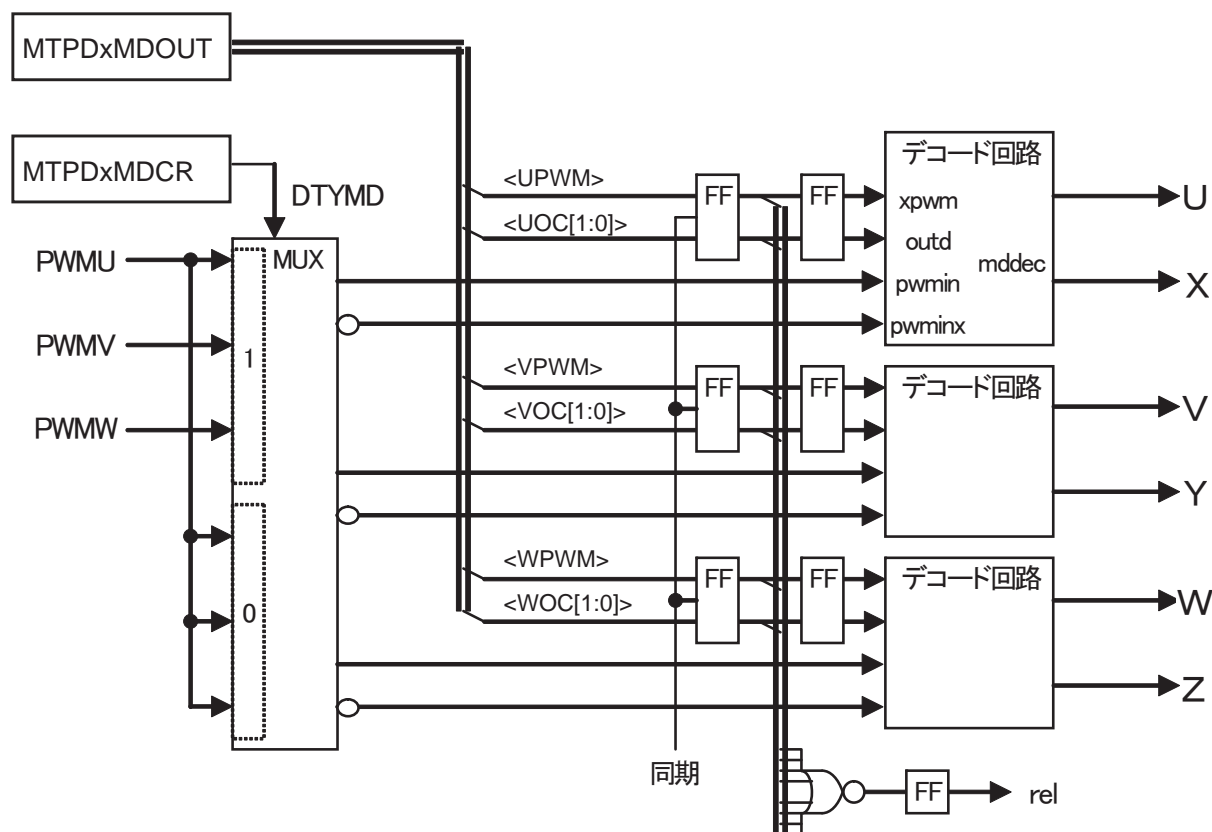 MTPDxMDOUT
MTPDxMDCR
DTYMD
MUX
PWMU
PWMV
PWMW
1
0
<UPWM>
<UOC[1:0]>
FF
FF
デコード回路
xpwm
outd
mddec
pwmin
pwminx
U
X
<VPWM>
<VOC[1:0]>
FF
FF
デコード回路
V
Y
<WPWM>
<WOC[1:0]>
FF
FF
デコード回路
W
Z
同期
FF
rel